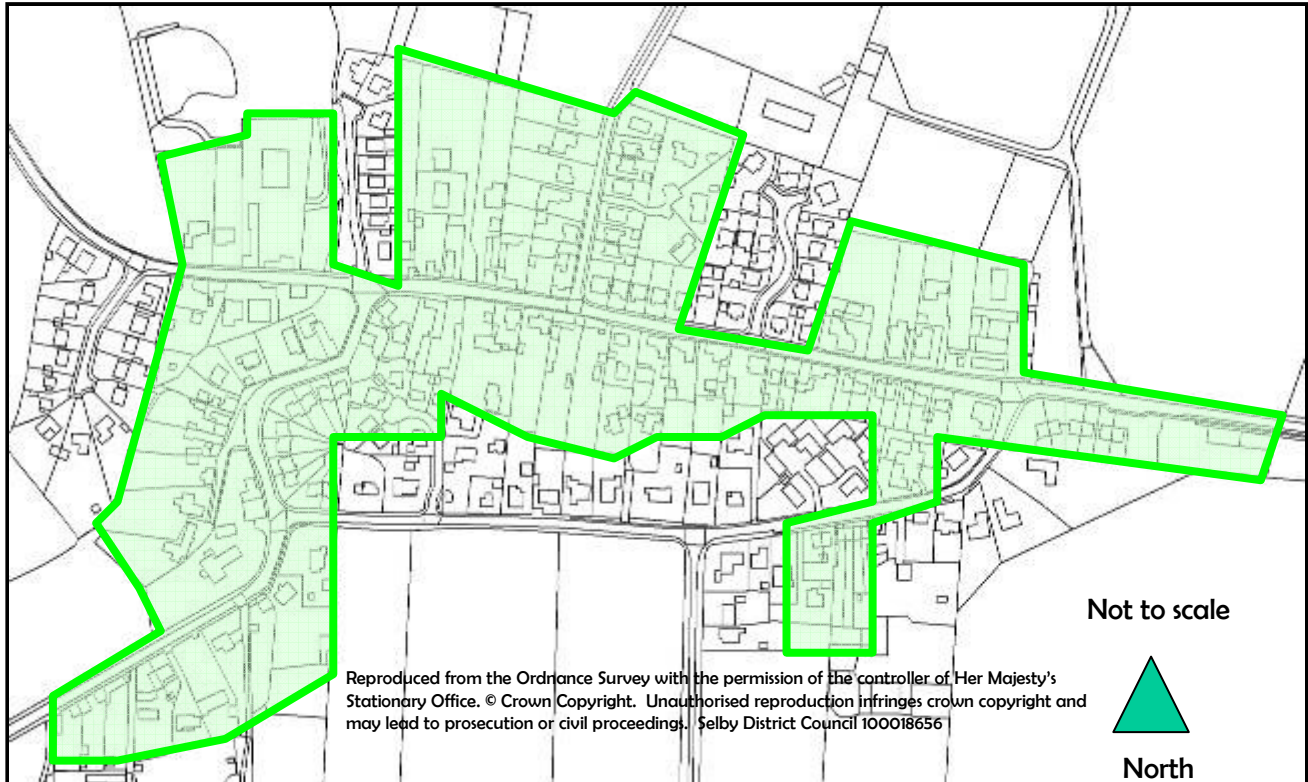 Not to scale
Reproduced from the Ordnance Survey with the permission of the controller of Her Majesty's
Stationary Office. © Crown Copyright. Unauthorised reproduction infringes crown copyright and
may lead to prosecution or civil proceedings. Selby District Council 100018656
North